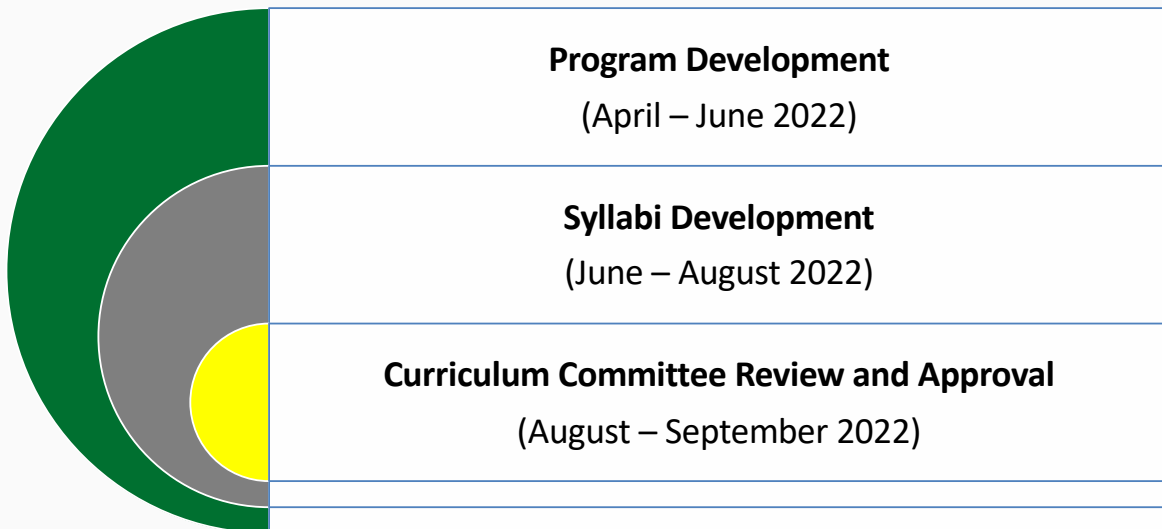 Program Development
(April – June 2022)
Syllabi Development
(June – August 2022)
Curriculum Committee Review and Approval
(August – September 2022)